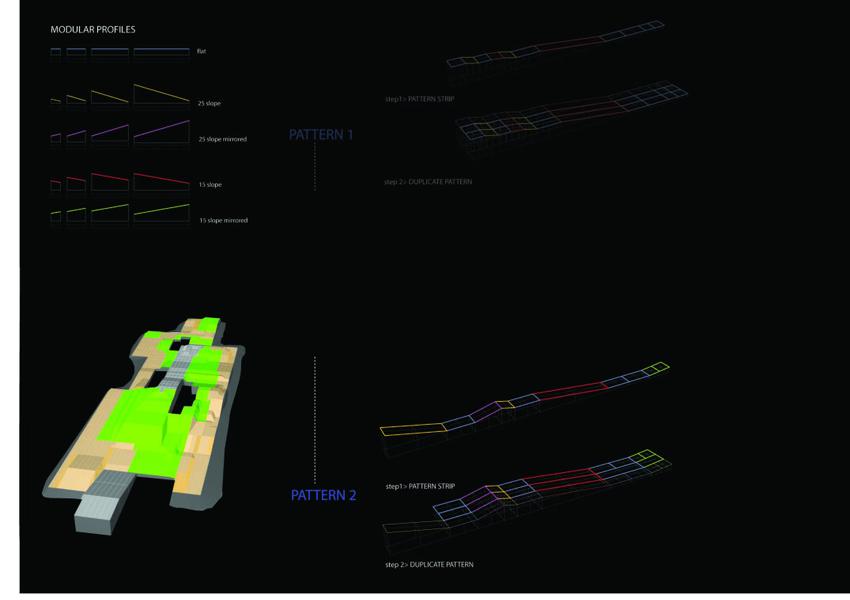 MODULAR PROFILES
flat
25 slope
25 slope mirrored
15 slope
15 slope mirrored
PATTERN 1
step1> PATTERN STRIP
step 2> DUPLICATE PATTERN
PATTERN 2
step1> PATTERN STRIP
step 2> DUPLICATE PATTERN